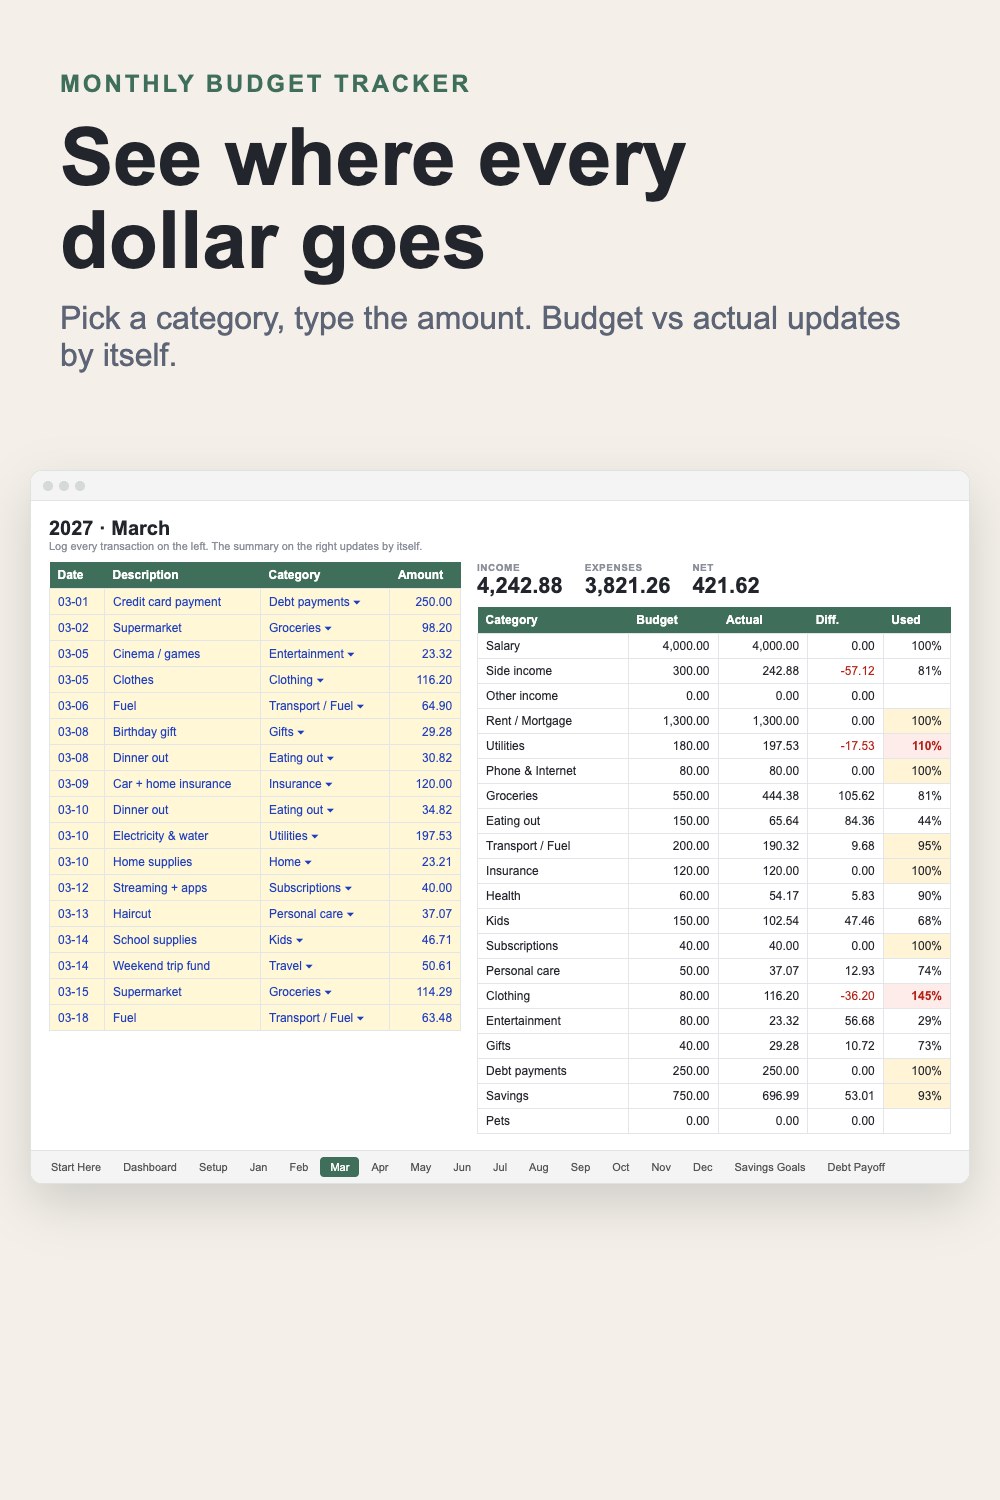 MONTHLY BUDGET TRACKER
See where every
dollar goes
Pick a category, type the amount. Budget vs actual updates
by itself.
2027 · March
Log every transaction on the left. The summary on the right updates by itself.
Date Description Category Amount
03-01 Credit card payment Debt payments 250.00
03-02 Supermarket Groceries 98.20
03-05 Cinema / games Entertainment 23.32
03-05 Clothes Clothing 116.20
03-06 Fuel Transport / Fuel 64.90
03-08 Birthday gift Gifts 29.28
03-08 Dinner out Eating out 30.82
03-09 Car + home insurance Insurance 120.00
03-10 Dinner out Eating out 34.82
03-10 Electricity & water Utilities 197.53
03-10 Home supplies Home 23.21
03-12 Streaming + apps Subscriptions 40.00
03-13 Haircut Personal care 37.07
03-14 School supplies Kids 46.71
03-14 Weekend trip fund Travel 50.61
03-15 Supermarket Groceries 114.29
03-18 Fuel Transport / Fuel 63.48
INCOME EXPENSES NET
4,242.88 3,821.26 421.62
Category Budget Actual Diff. Used
Salary 4,000.00 4,000.00 0.00 100%
Side income 300.00 242.88 -57.12 81%
Other income 0.00 0.00 0.00
Rent / Mortgage 1,300.00 1,300.00 0.00 100%
Utilities 180.00 197.53 -17.53 110%
Phone & Internet 80.00 80.00 0.00 100%
Groceries 550.00 444.38 105.62 81%
Eating out 150.00 65.64 84.36 44%
Transport / Fuel 200.00 190.32 9.68 95%
Insurance 120.00 120.00 0.00 100%
Health 60.00 54.17 5.83 90%
Kids 150.00 102.54 47.46 68%
Subscriptions 40.00 40.00 0.00 100%
Personal care 50.00 37.07 12.93 74%
Clothing 80.00 116.20 -36.20 145%
Entertainment 80.00 23.32 56.68 29%
Gifts 40.00 29.28 10.72 73%
Debt payments 250.00 250.00 0.00 100%
Savings 750.00 696.99 53.01 93%
Pets 0.00 0.00 0.00
Start Here Dashboard Setup Jan Feb Mar Apr May Jun Jul Aug Sep Oct Nov Dec Savings Goals Debt Payoff